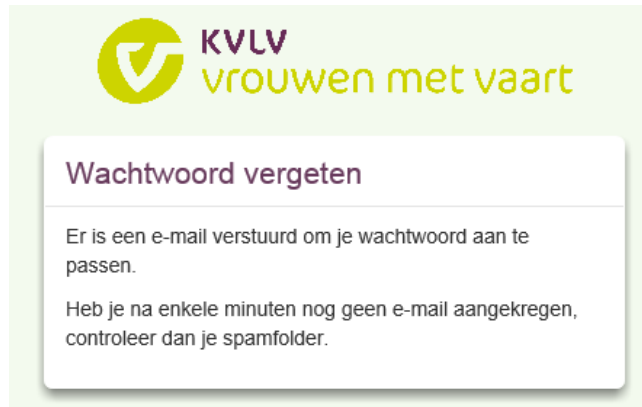 KVLV
vrouwen met vaart
Wachtwoord vergeten
Er is een e-mail verstuurd om je wachtwoord aan te
passen.
Heb je na enkele minuten nog geen e-mail aangekregen,
controleer dan je spamfolder.